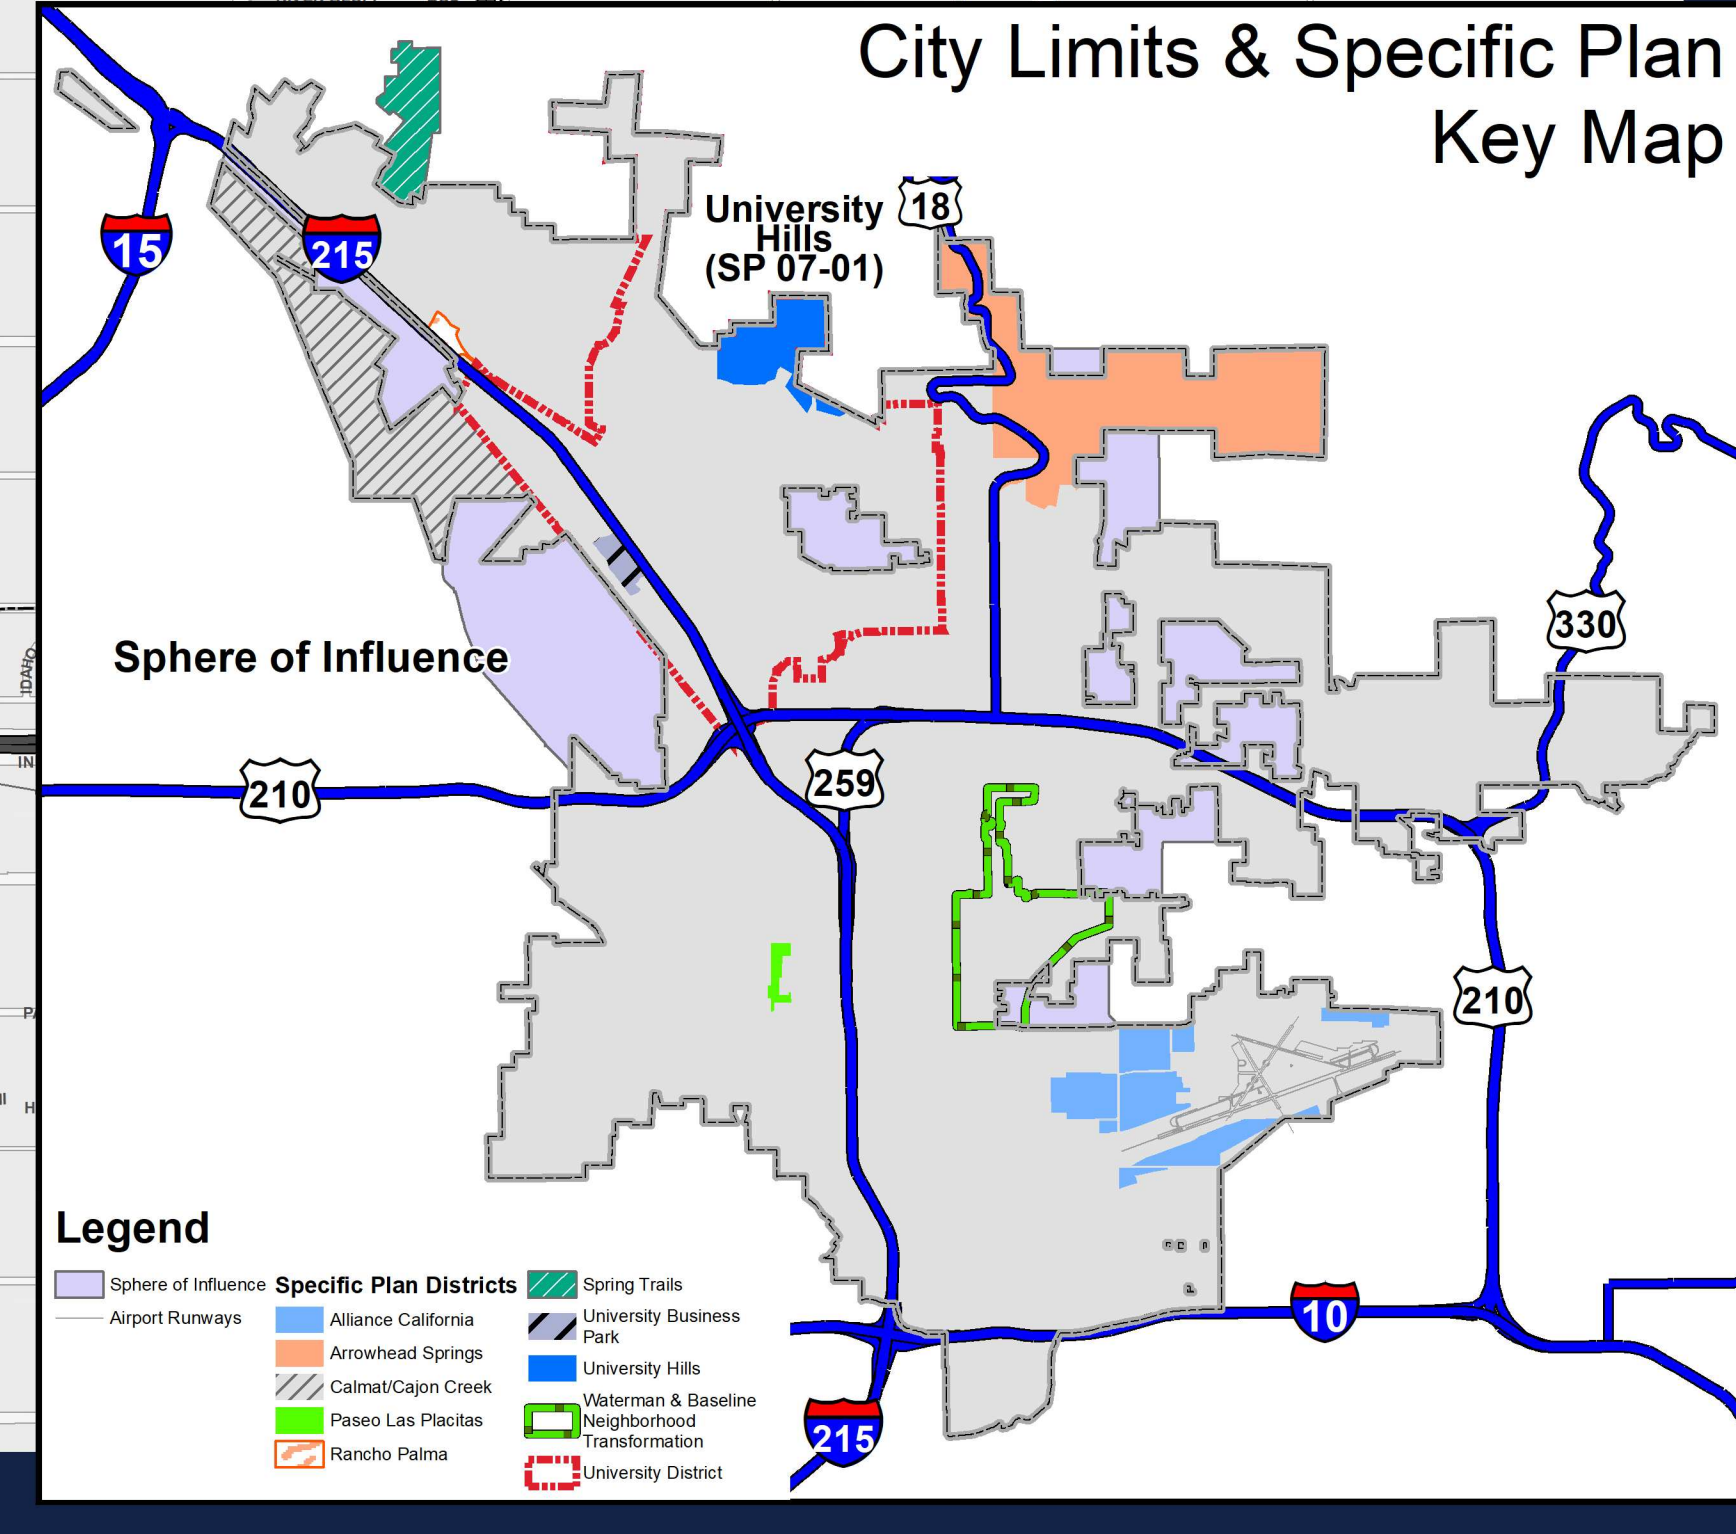 City Limits & Specific Plan
Key Map
University
Hills
(SP 07-01)
18
15
215
330
Sphere of Influence
210
259
210
10
215
IDAHO
IN
PA
H
Legend
Sphere of Influence
Airport Runways
Specific Plan Districts
Alliance California
Arrowhead Springs
Calmat/Cajon Creek
Paseo Las Placitas
Rancho Palma
Spring Trails
University Business
Park
University Hills
Waterman & Baseline
Neighborhood
Transformation
University District